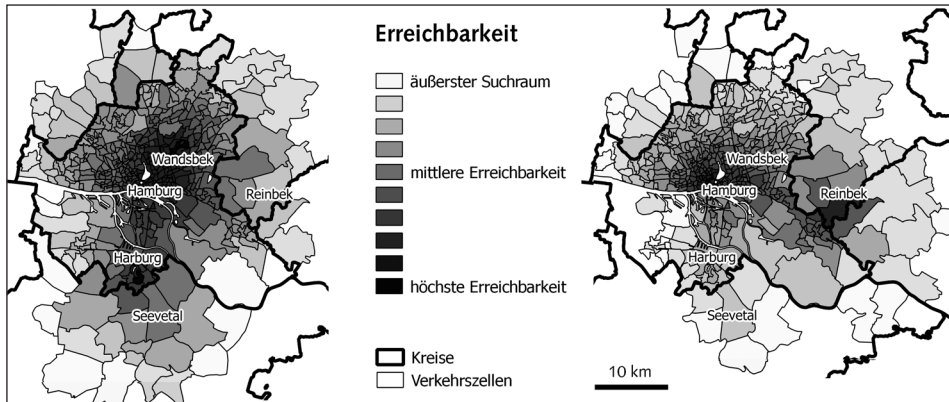 Wandsbek
Hamburg
Reinbek
Harburg
Seevetal
Erreichbarkeit
äußerster Suchraum
mittlere Erreichbarkeit
höchste Erreichbarkeit
Kreise
Verkehrszellen
Wandsbek
Hamburg
Reinbek
Harburg
Seevetal
10 km